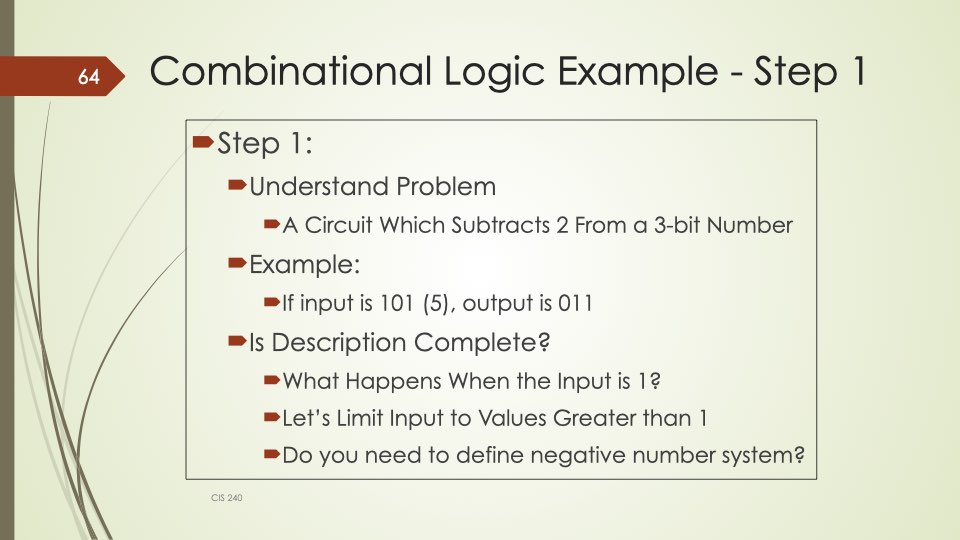 64
Combinational Logic Example - Step 1
Step 1:
Understand Problem
A Circuit Which Subtracts 2 From a 3-bit Number
Example:
If input is 101 (5), output is 011
Is Description Complete?
What Happens When the Input is 1?
Let’s Limit Input to Values Greater than 1
Do you need to define negative number system?
CIS 240